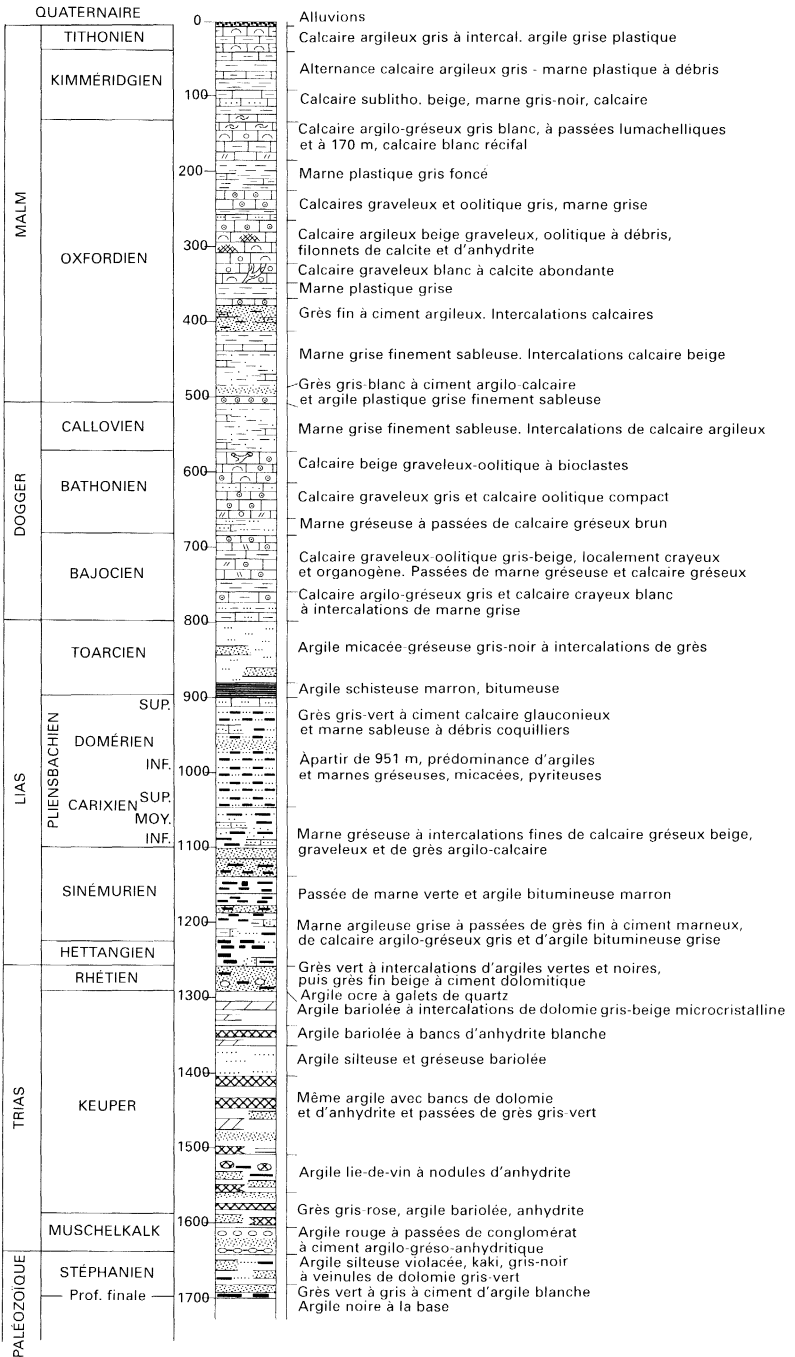 QUATERNAIRE
MALM
TITHONIEN
KIMMÉRIDGIEN
OXFORDIEN
DOGGER
CALLOVIEN
BATHONIEN
BAJOCIEN
LIAS
TOARCIEN
PLIENSBACHIEN
SUP.
DOMÉRIEN
INF.
CARIXIEN SUP.
MOY.
INF.
SINÉMURIEN
HETTANGIEN
TRIAS
RHÉTIEN
KEUPER
MUSCHELKALK
PALÉOZOÏQUE
STÉPHANIEN
Prof. finale
0
100
200
300
400
500
600
700
800
900
1000
1100
1200
1300
1400
1500
1600
1700
Alluvions
Calcaire argileux gris à intercal. argile grise plastique
Alternance calcaire argileux gris - marne plastique à débris
Calcaire sublitho. beige, marne gris-noir, calcaire
Calcaire argilo-gréseux gris blanc, à passées lumachelliques
et à 170 m, calcaire blanc récifal
Marne plastique gris foncé
Calcaires graveleux et oolitique gris, marne grise
Calcaire argileux beige graveleux, oolitique à débris,
filonnets de calcite et d'anhydrite
Calcaire graveleux blanc à calcite abondante
Marne plastique grise
Grès fin à ciment argileux. Intercalations calcaires
Marne grise finement sableuse. Intercalations calcaire beige
Grès gris-blanc à ciment argilo-calcaire
et argile plastique grise finement sableuse
Marne grise finement sableuse. Intercalations de calcaire argileux
Calcaire beige graveleux-oolitique à bioclastes
Calcaire graveleux gris et calcaire oolitique compact
Marne gréseuse à passées de calcaire gréseux brun
Calcaire graveleux-oolitique gris-beige, localement crayeux
et organogène. Passées de marne gréseuse et calcaire gréseux
Calcaire argilo-gréseux gris et calcaire crayeux blanc
à intercalations de marne grise
Argile micacée-gréseuse gris-noir à intercalations de grès
Argile schisteuse marron, bitumeuse
Grès gris-vert à ciment calcaire glauconieux
et marne sableuse à débris coquilliers
Àpartir de 951 m, prédominance d'argiles
et marnes gréseuses, micacées, pyriteuses
Marne gréseuse à intercalations fines de calcaire gréseux beige,
graveleux et de grès argilo-calcaire
Passée de marne verte et argile bitumineuse marron
Marne argileuse grise à passées de grès fin à ciment marneux,
de calcaire argilo-gréseux gris et d'argile bitumineuse grise
Grès vert à intercalations d'argiles vertes et noires,
puis grès fin beige à ciment dolomitique
Argile ocre à galets de quartz
Argile bariolée à intercalations de dolomie gris-beige microcristalline
Argile bariolée à bancs d'anhydrite blanche
Argile silteuse et gréseuse bariolée
Même argile avec bancs de dolomie
et d'anhydrite et passées de grès gris-vert
Argile lie-de-vin à nodules d'anhydrite
Grès gris-rose, argile bariolée, anhydrite
Argile rouge à passées de conglomérat
à ciment argilo-gréso-anhydritique
Argile silteuse violacée, kaki, gris-noir
à veinules de dolomie gris-vert
Grès vert à gris à ciment d'argile blanche
Argile noire à la base